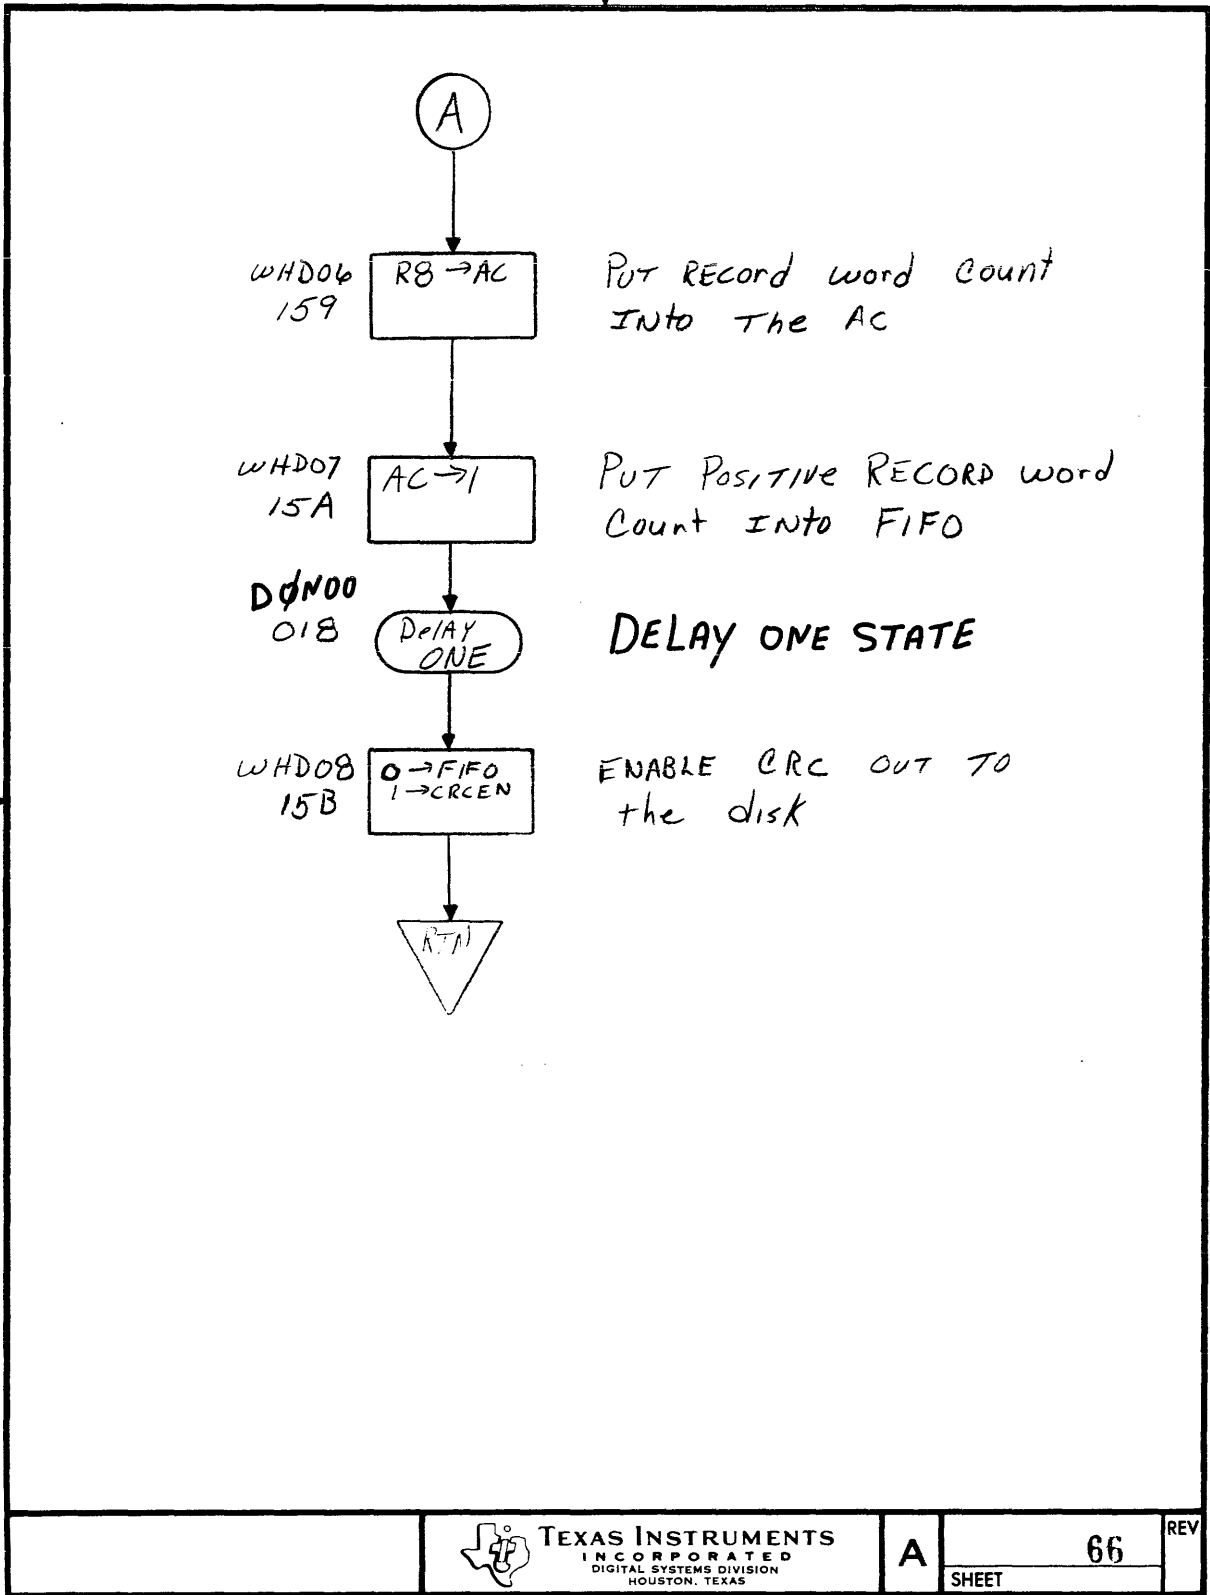 A
WHD06
159
R8→AC
PUT RECord word Count
INto The AC
WHD07
15A
AC→1
PUT POSITIVE RECORD word
Count INto FIFO
DØN00
018
DelAY
ONE
DELAY ONE STATE
WHD08
15B
0→FIFO
1→CRCEN
ENABLE CRC OUT TO
the disk
RTN
TEXAS INSTRUMENTS
INCORPORATED
DIGITAL SYSTEMS DIVISION
HOUSTON, TEXAS
A
66
SHEET
REV